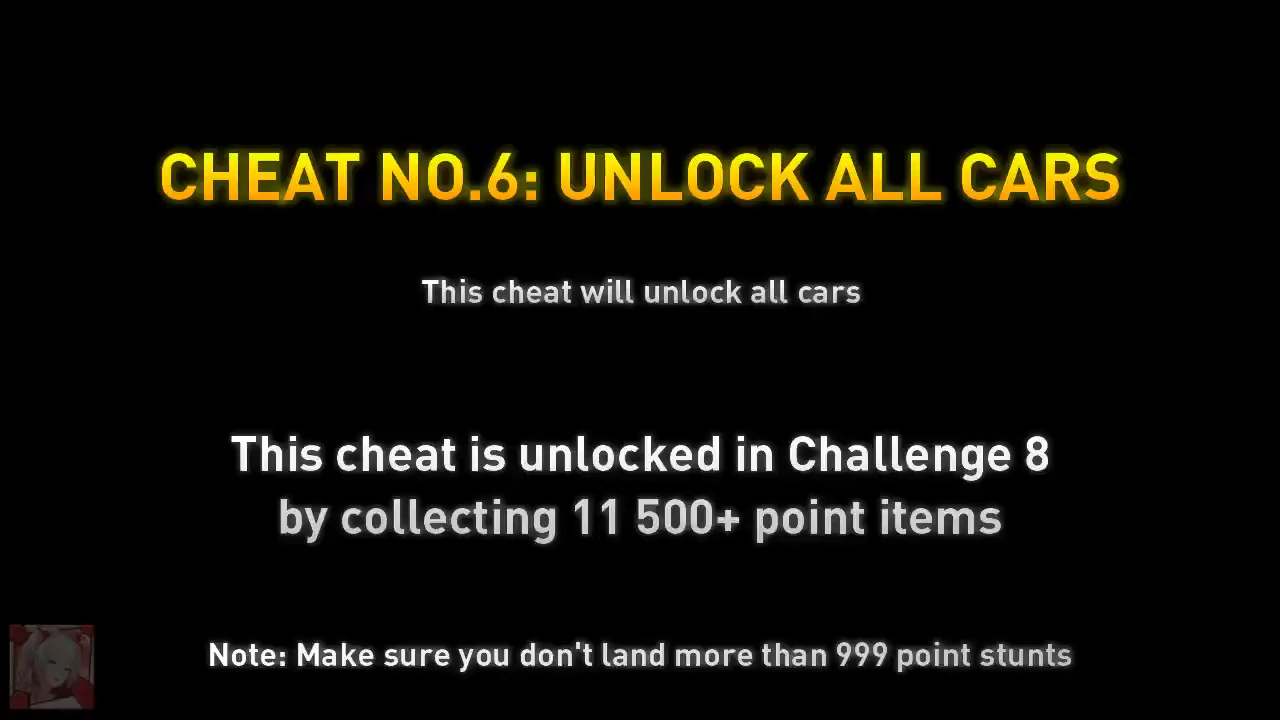 CHEAT NO.6: UNLOCK ALL CARS
This cheat will unlock all cars
This cheat is unlocked in Challenge 8
by collecting 11 500+ point items
Note: Make sure you don't land more than 999 point stunts